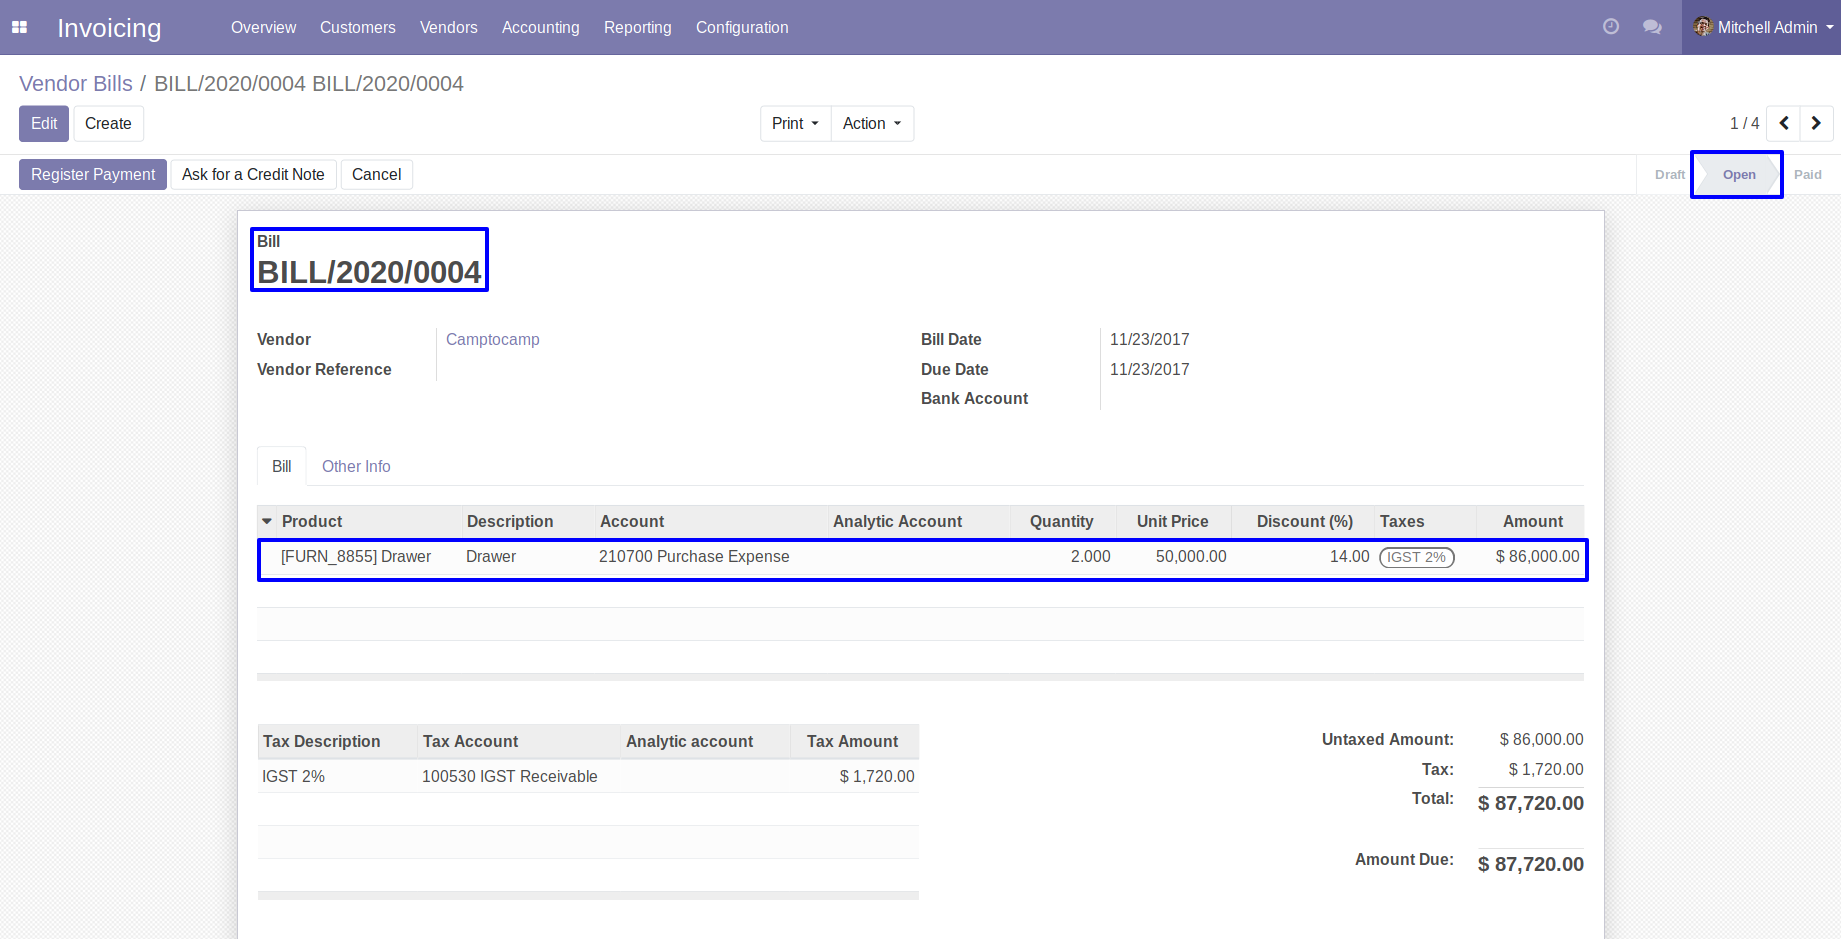 Invoicing Overview Customers Vendors Accounting Reporting Configuration Mitchell Admin
Vendor Bills / BILL/2020/0004 BILL/2020/0004
Edit Create Print Action 1 / 4
Register Payment Ask for a Credit Note Cancel Draft Open Paid
Bill
BILL/2020/0004
Vendor Camptocamp Bill Date 11/23/2017
Vendor Reference Due Date 11/23/2017
Bank Account
Bill Other Info
Product Description Account Analytic Account Quantity Unit Price Discount (%) Taxes Amount
[FURN_8855] Drawer Drawer 210700 Purchase Expense 2.000 50,000.00 14.00 IGST 2% $ 86,000.00
Tax Description Tax Account Analytic account Tax Amount
IGST 2% 100530 IGST Receivable $ 1,720.00
Untaxed Amount: $ 86,000.00
Tax: $ 1,720.00
Total: $ 87,720.00
Amount Due: $ 87,720.00